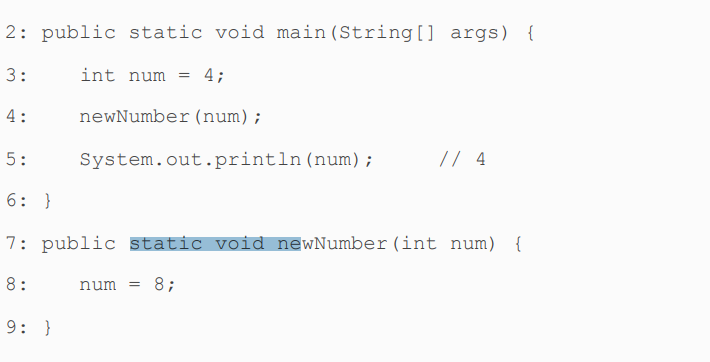 2: public static void main(String[] args) {
3:    int num = 4;
4:    newNumber(num);
5:    System.out.println(num);     // 4
6: }
7: public static void newNumber(int num) {
8:    num = 8;
9: }